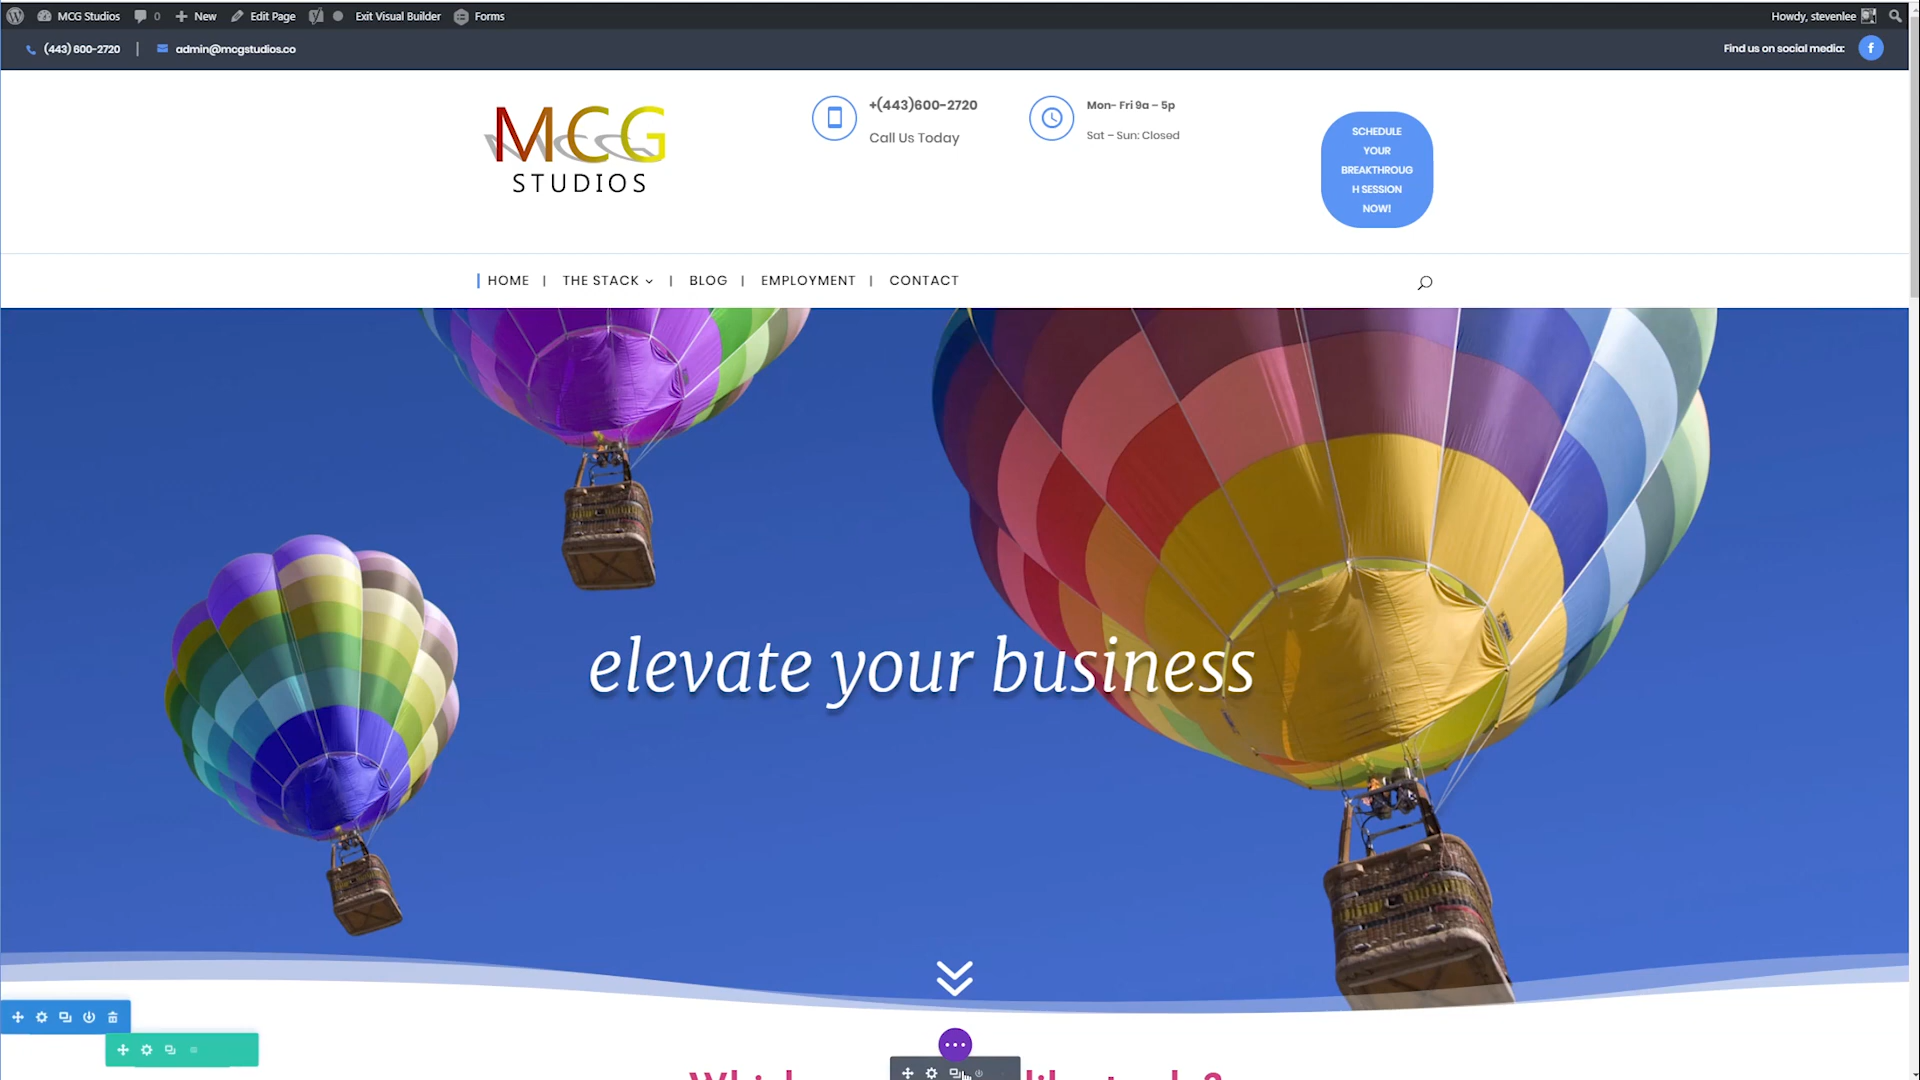 MCG Studios 0 New Edit Page Exit Visual Builder Forms Howdy, stevenlee
(443) 600-2720 | admin@mcgstudios.co Find us on social media:
MCG
STUDIOS
+(443)600-2720
Call Us Today
Mon- Fri 9a – 5p
Sat – Sun: Closed
SCHEDULE
YOUR
BREAKTHROUG
H SESSION
NOW!
HOME | THE STACK | BLOG | EMPLOYMENT | CONTACT
elevate your business